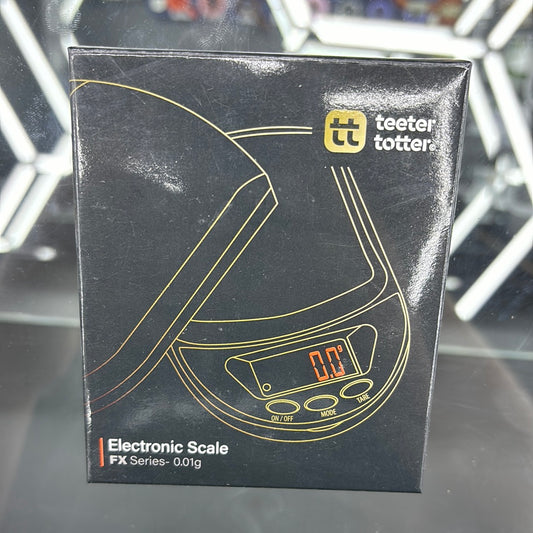 tt teeter
totter.
0.0 g
ON / OFF
MODE
TARE
Electronic Scale
FX Series- 0.01g